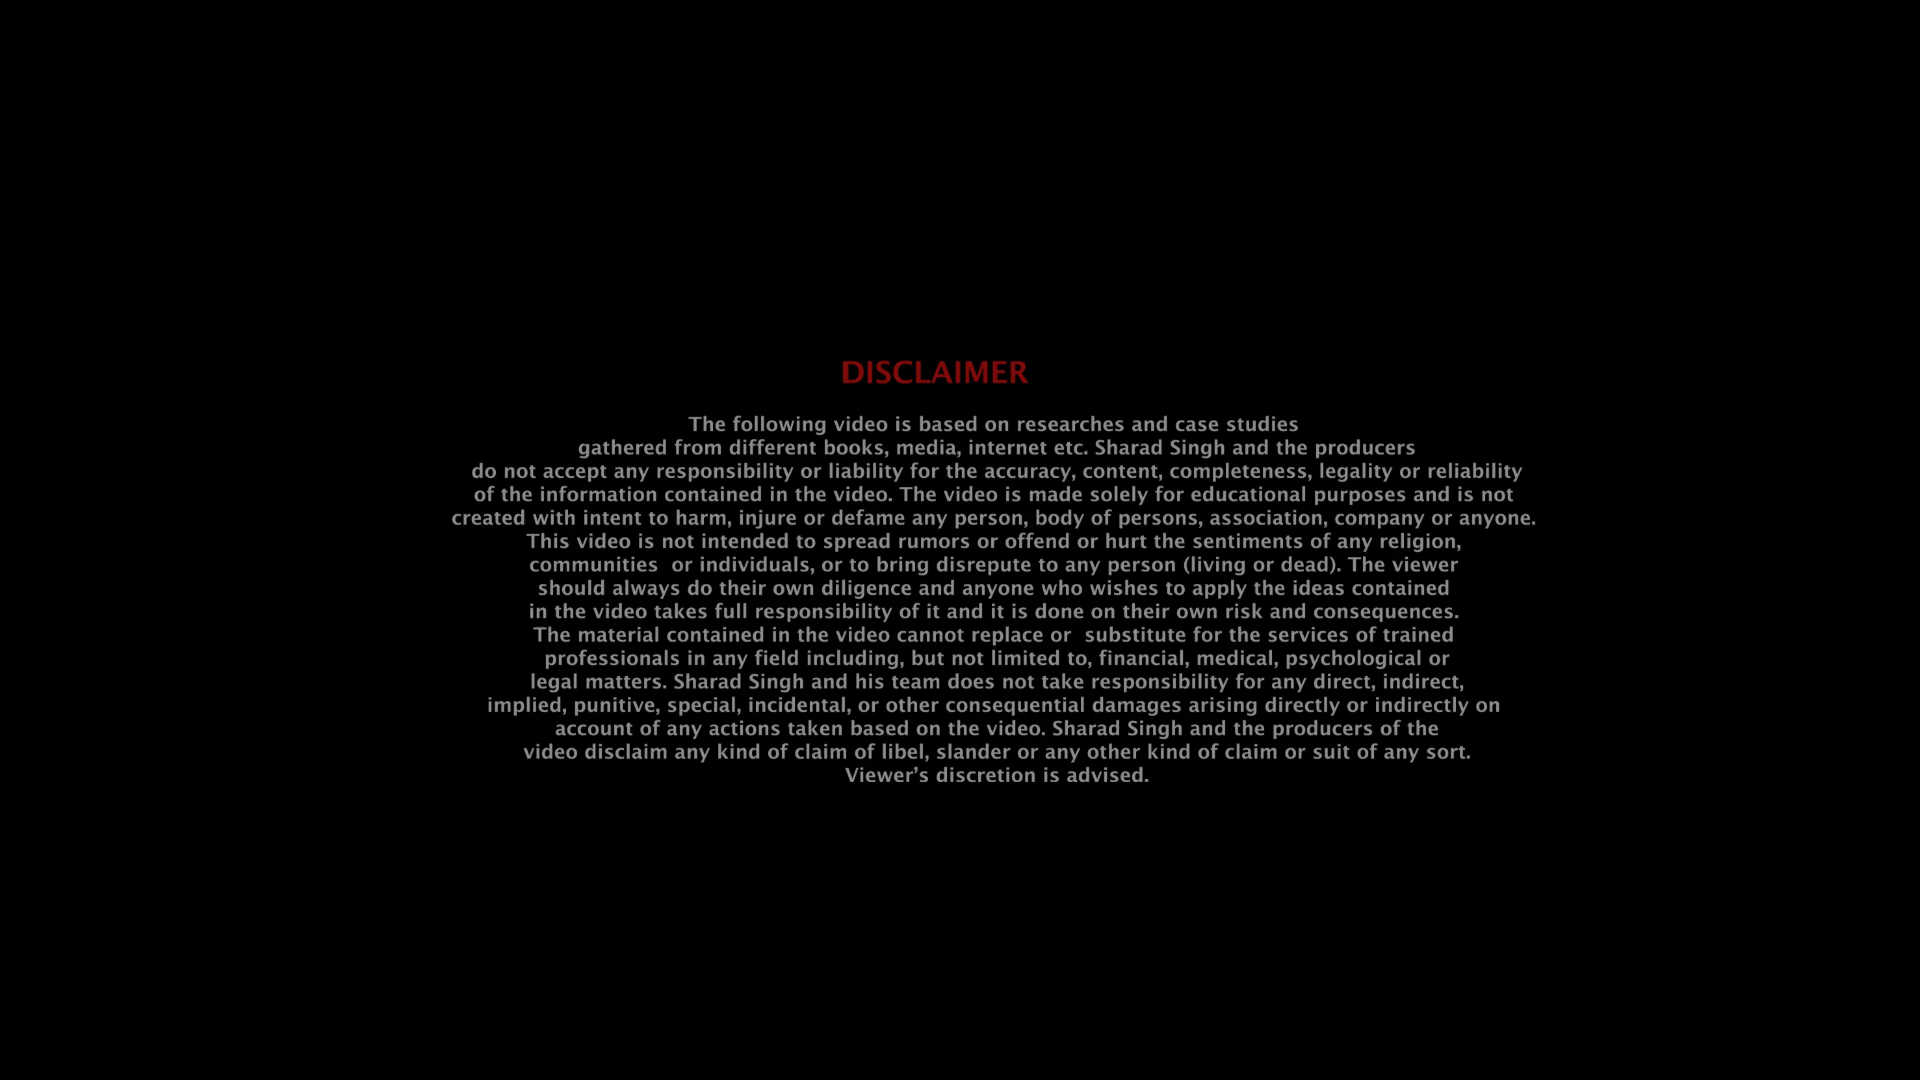 DISCLAIMER
The following video is based on researches and case studies
gathered from different books, media, internet etc. Sharad Singh and the producers
do not accept any responsibility or liability for the accuracy, content, completeness, legality or reliability
of the information contained in the video. The video is made solely for educational purposes and is not
created with intent to harm, injure or defame any person, body of persons, association, company or anyone.
This video is not intended to spread rumors or offend or hurt the sentiments of any religion,
communities  or individuals, or to bring disrepute to any person (living or dead). The viewer
should always do their own diligence and anyone who wishes to apply the ideas contained
in the video takes full responsibility of it and it is done on their own risk and consequences.
The material contained in the video cannot replace or  substitute for the services of trained
professionals in any field including, but not limited to, financial, medical, psychological or
legal matters. Sharad Singh and his team does not take responsibility for any direct, indirect,
implied, punitive, special, incidental, or other consequential damages arising directly or indirectly on
account of any actions taken based on the video. Sharad Singh and the producers of the
video disclaim any kind of claim of libel, slander or any other kind of claim or suit of any sort.
Viewer’s discretion is advised.